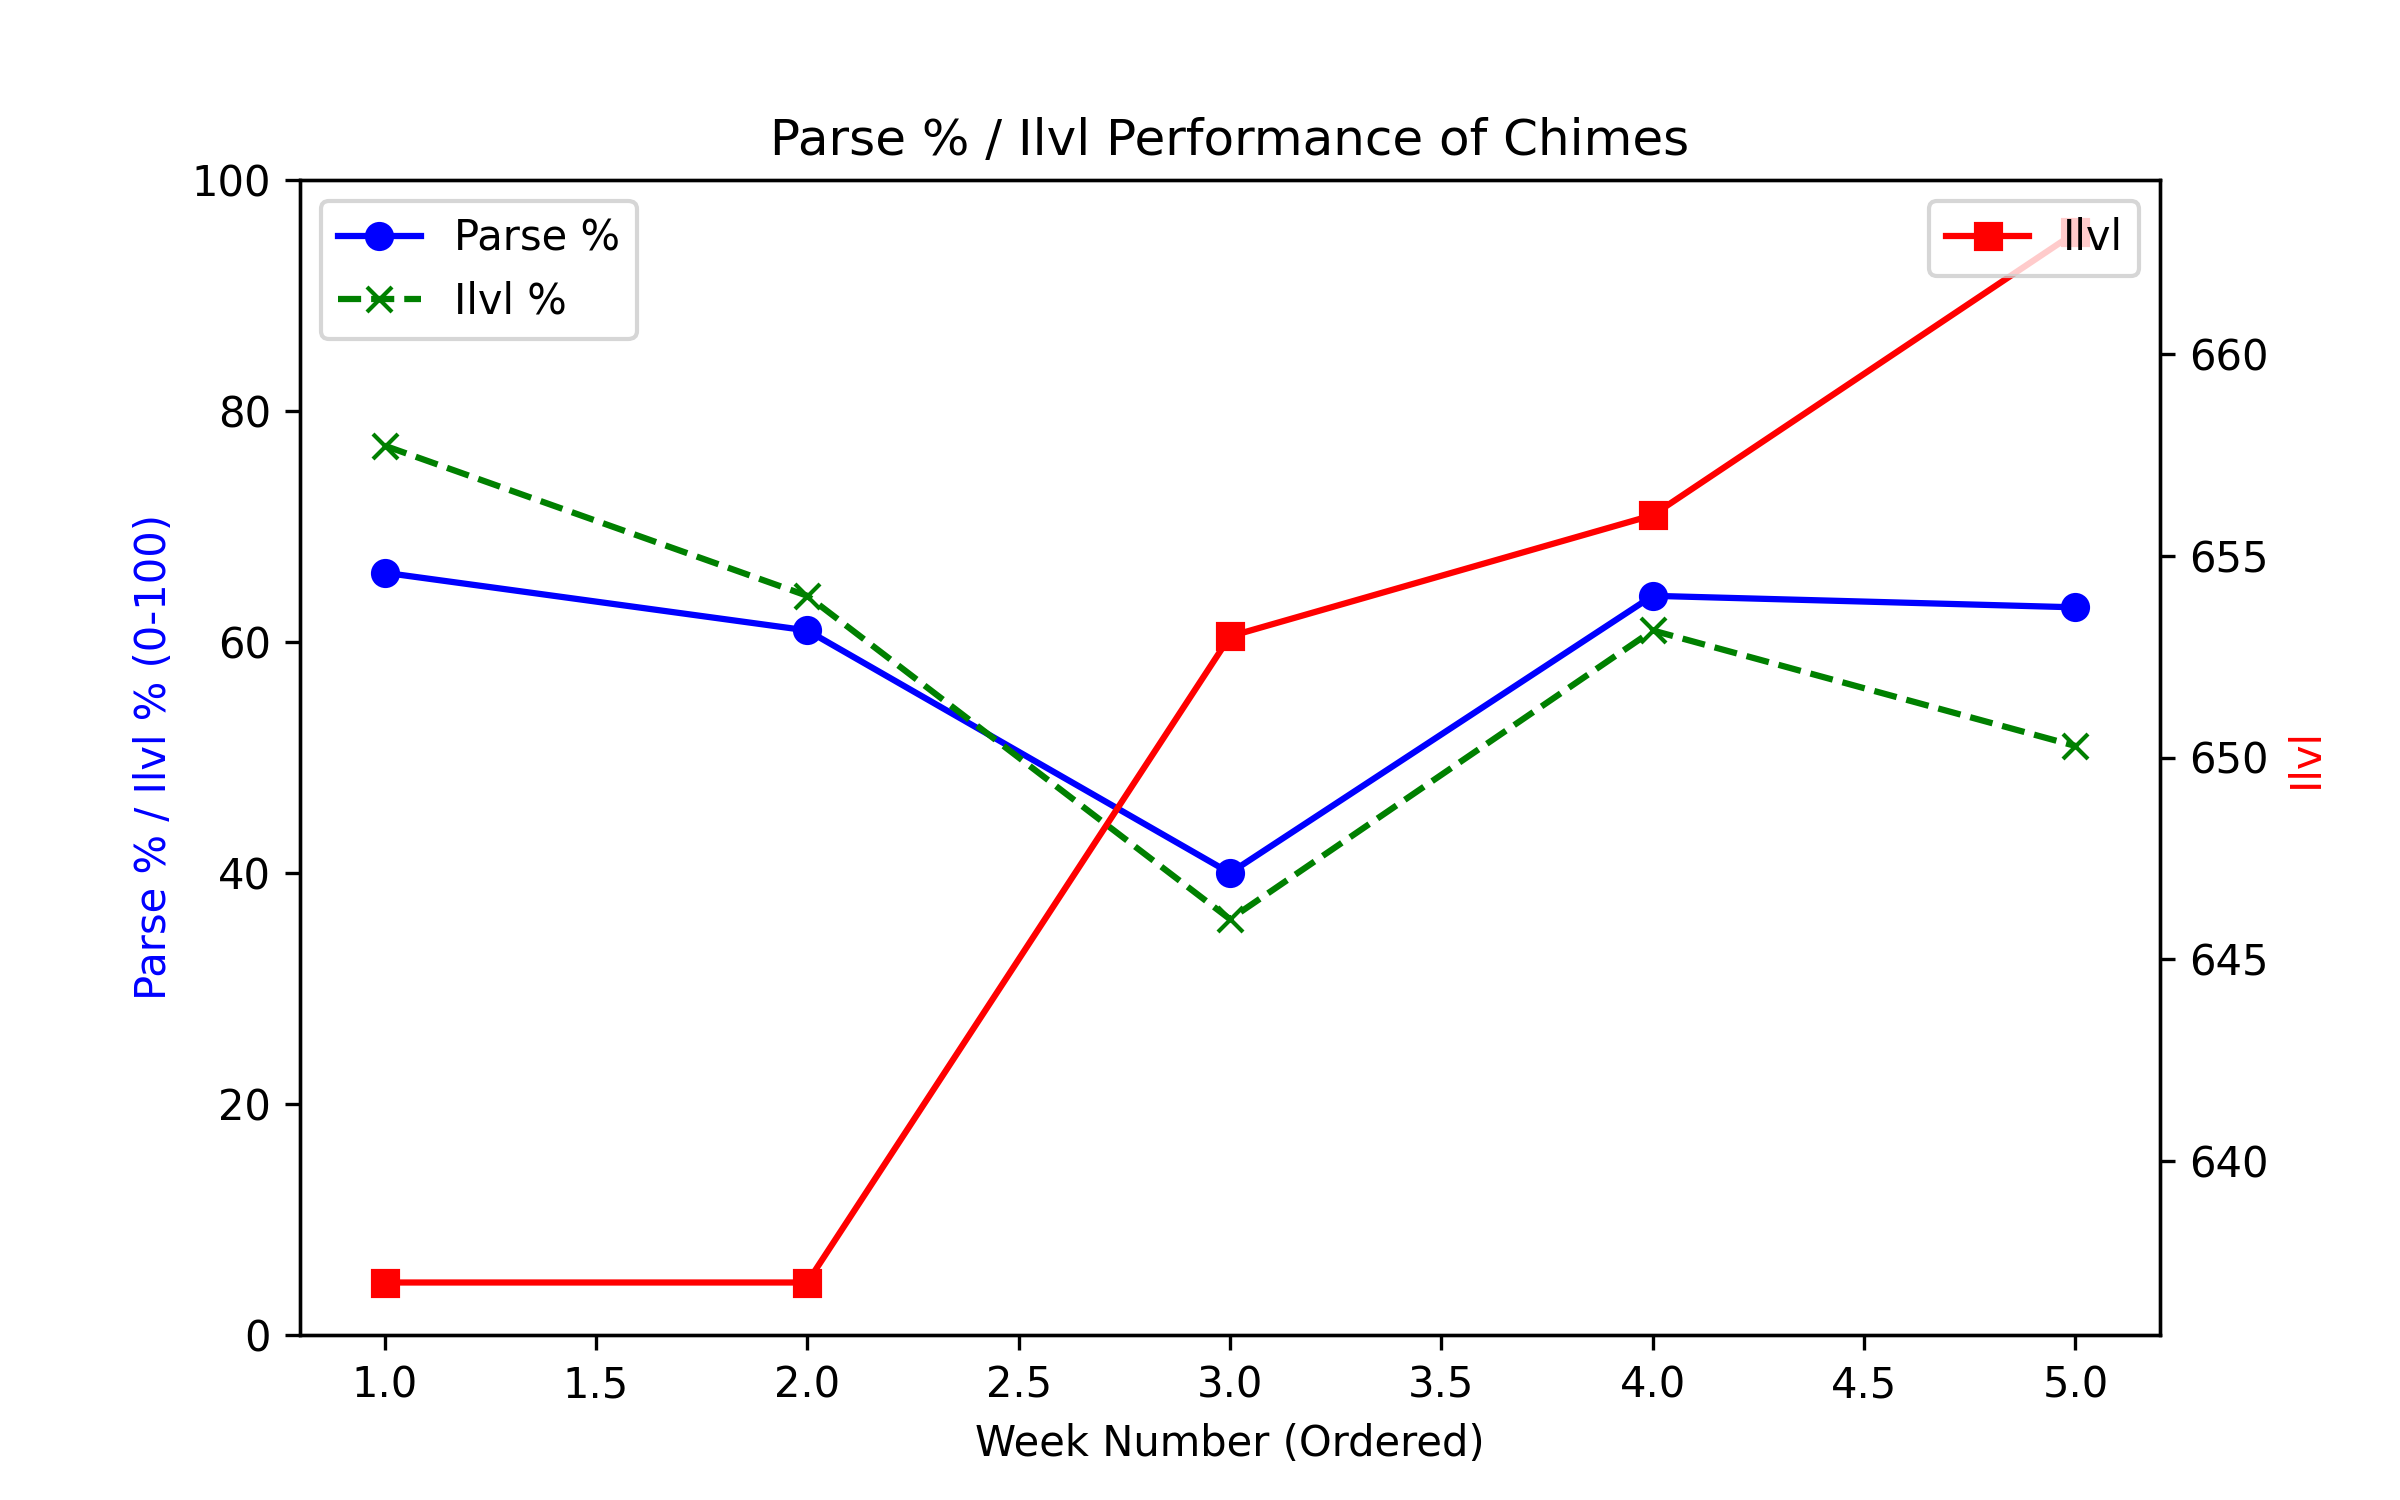 Parse % / Ilvl Performance of Chimes
Parse %
Ilvl %
Ilvl
Parse % / Ilvl % (0-100)
100
80
60
40
20
0
660
655
650
645
640
Ilvl
1.0 1.5 2.0 2.5 3.0 3.5 4.0 4.5 5.0
Week Number (Ordered)